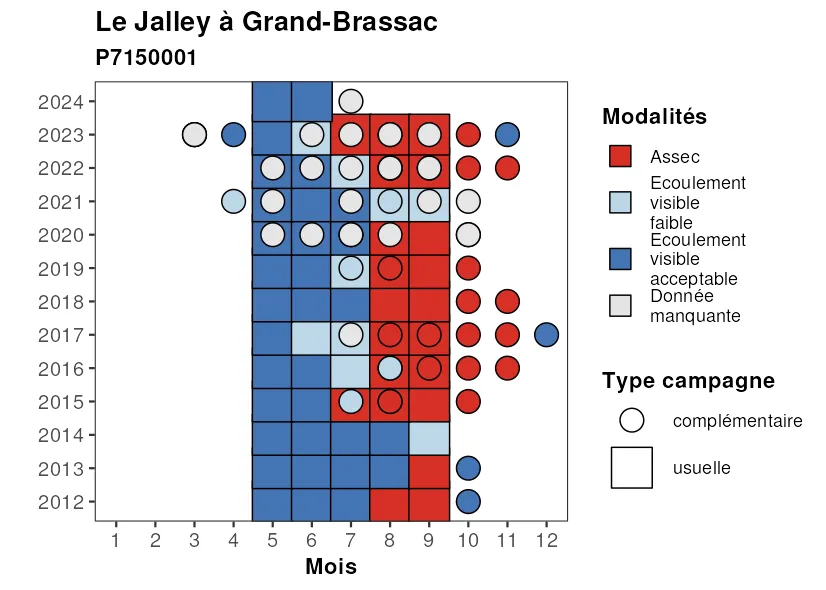 Le Jalley à Grand-Brassac
P7150001
2024
2023
2022
2021
2020
2019
2018
2017
2016
2015
2014
2013
2012
1 2 3 4 5 6 7 8 9 10 11 12
Mois
Modalités
Assec
Ecoulement
visible
faible
Ecoulement
visible
acceptable
Donnée
manquante
Type campagne
complémentaire
usuelle